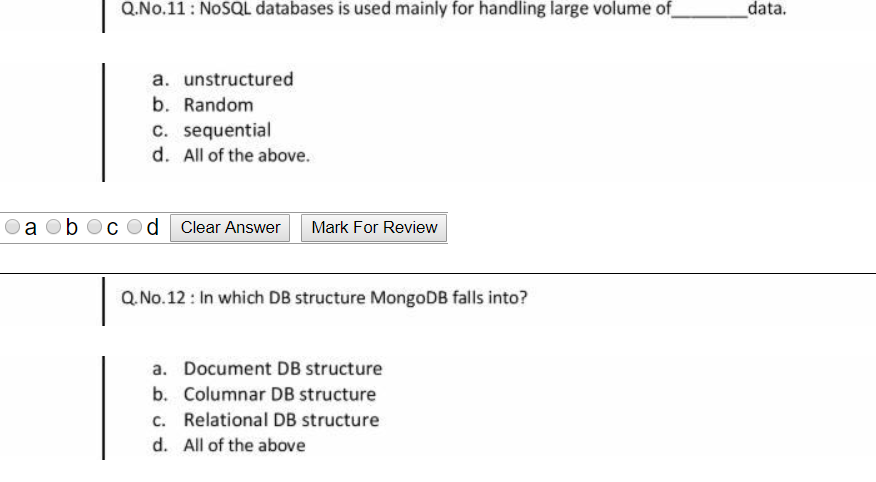 Q.No.11 : NoSQL databases is used mainly for handling large volume of________data.
a. unstructured
b. Random
c. sequential
d. All of the above.
a b c d Clear Answer Mark For Review
Q.No.12 : In which DB structure MongoDB falls into?
a. Document DB structure
b. Columnar DB structure
c. Relational DB structure
d. All of the above